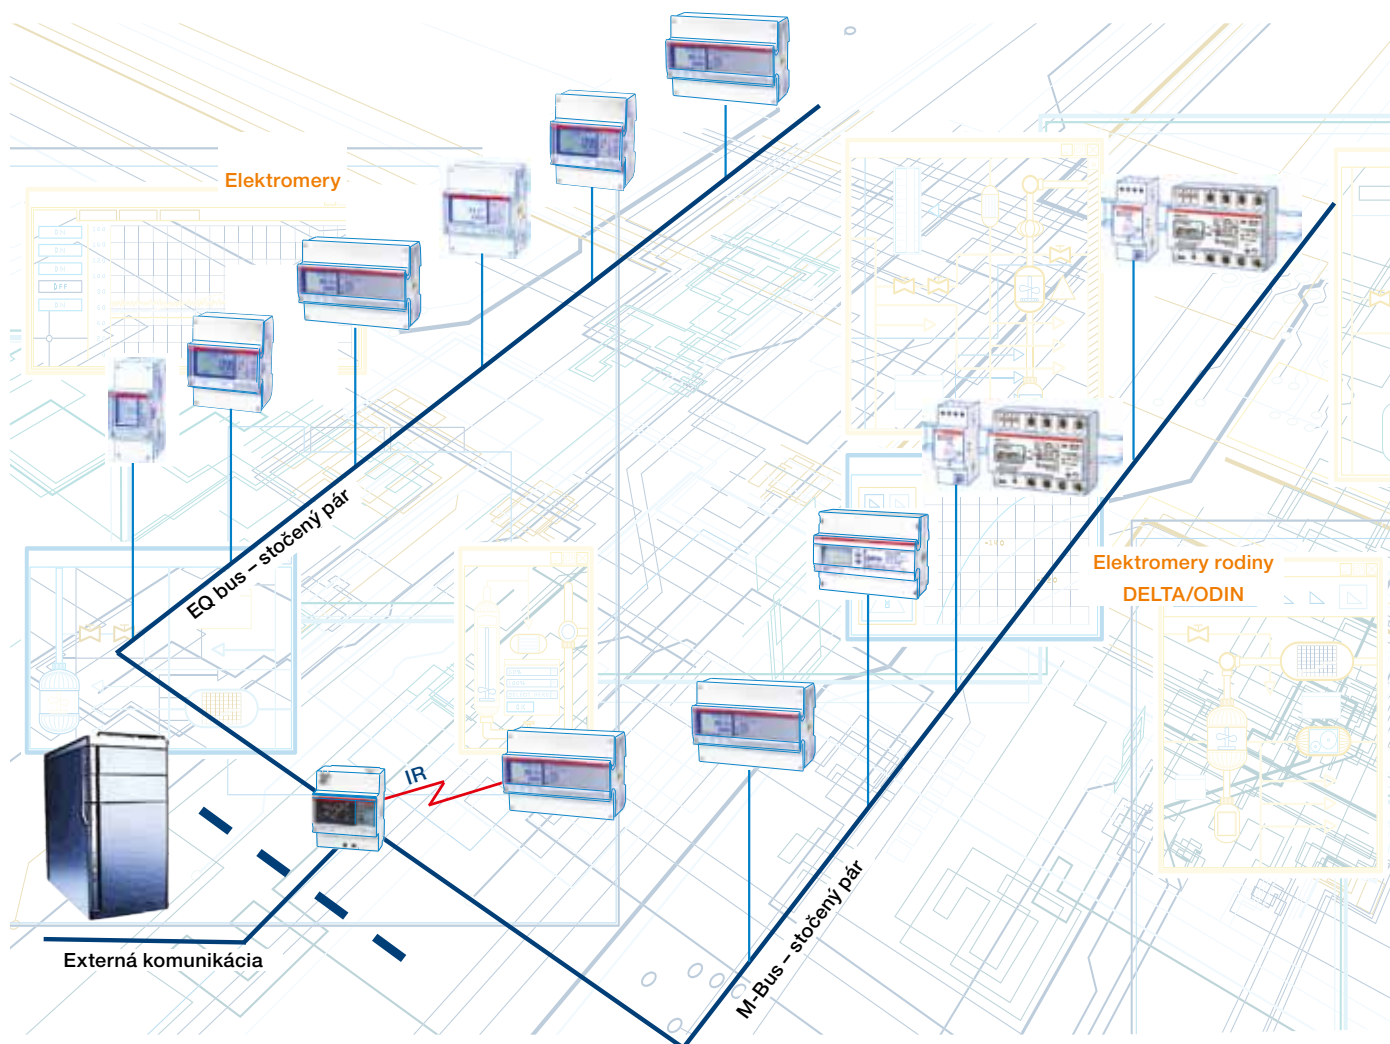 Elektromery
EQ bus – stočený pár
Elektromery rodiny
DELTA/ODIN
IR
M-Bus – stočený pár
Externá komunikácia